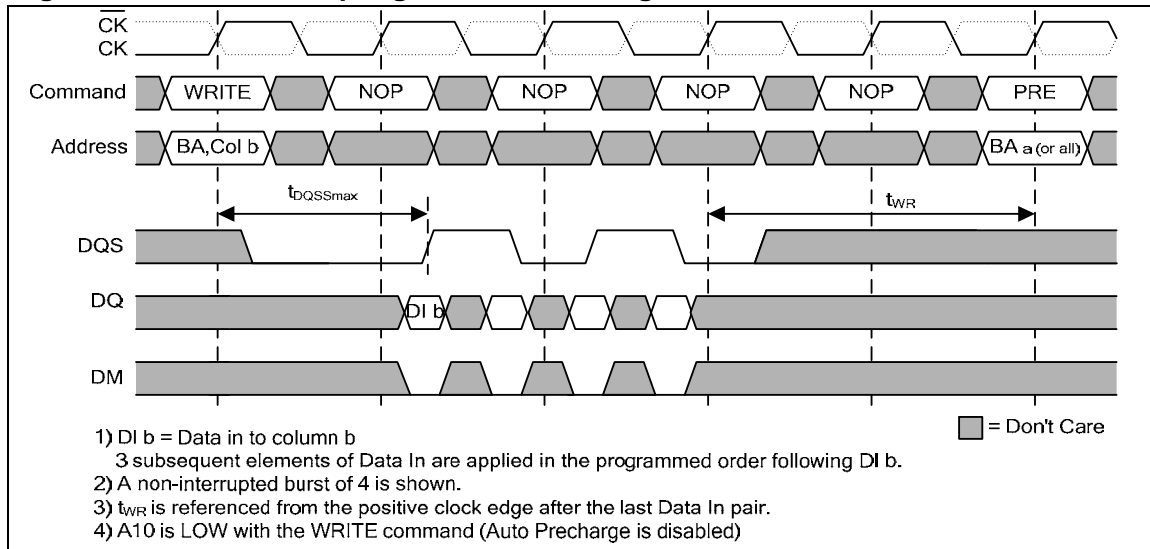 CK
CK
Command WRITE NOP NOP NOP NOP PRE
Address BA,Col b BA a (or all)
tDQSSmax tWR
DQS
DQ DI b
DM
= Don't Care
1) DI b = Data in to column b
3 subsequent elements of Data In are applied in the programmed order following DI b.
2) A non-interrupted burst of 4 is shown.
3) tWR is referenced from the positive clock edge after the last Data In pair.
4) A10 is LOW with the WRITE command (Auto Precharge is disabled)